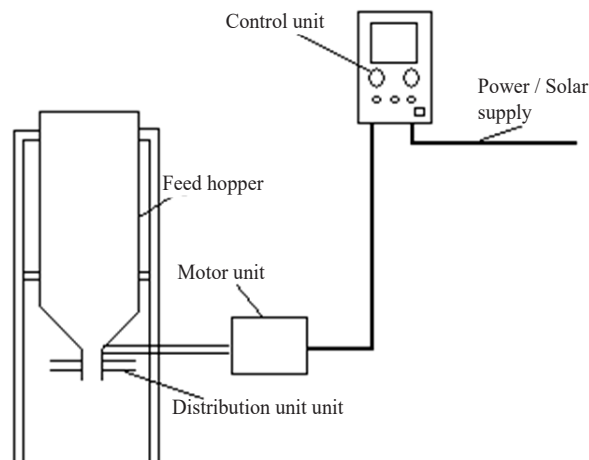 Control unit
Power / Solar
supply
Feed hopper
Motor unit
Distribution unit unit